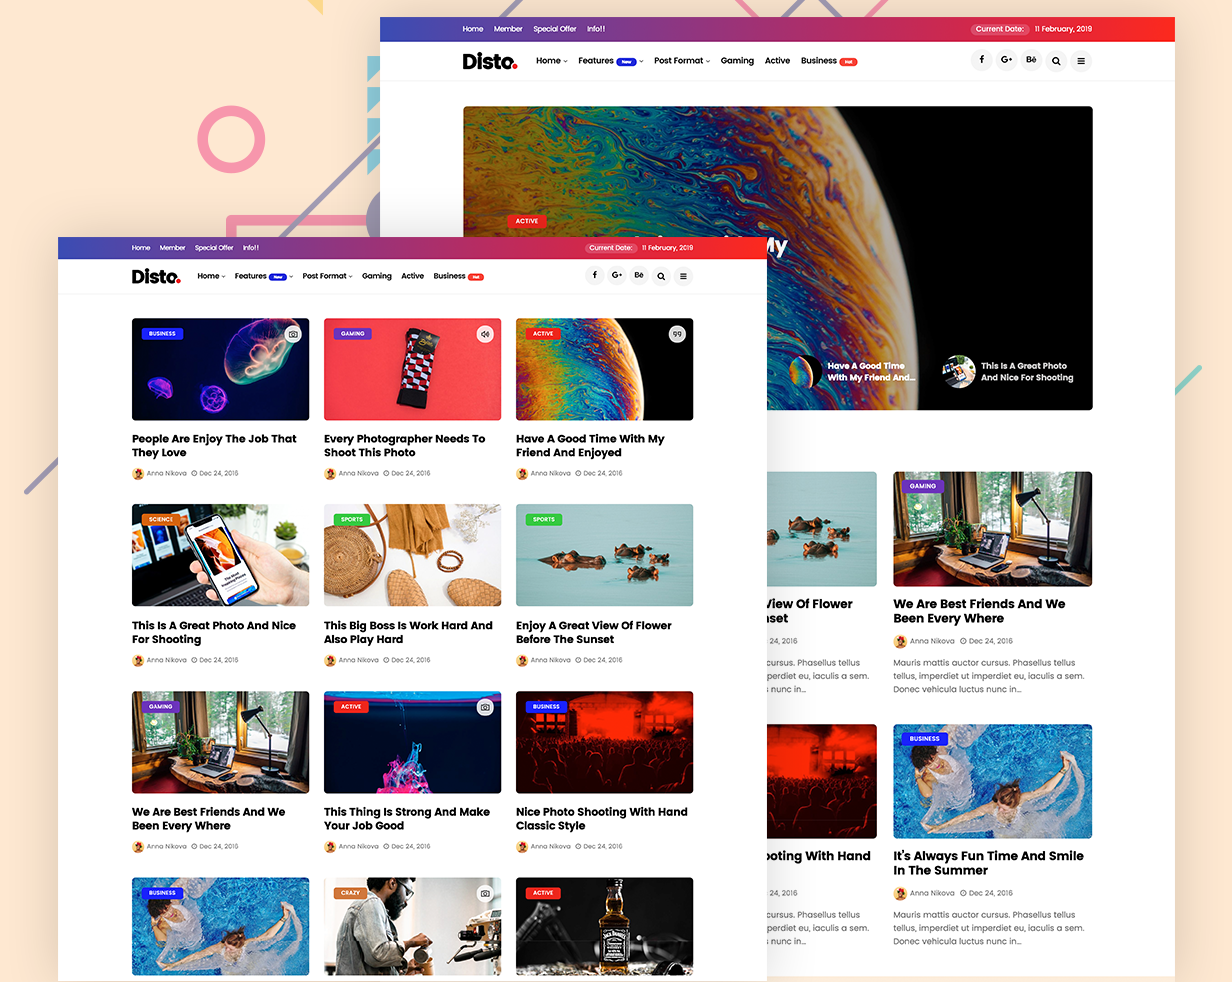 Home Member Special Offer Info!!
Current Date: 11 February, 2019
Disto.
Home Features New Post Format Gaming Active Business Hot
f G+ Bē
ACTIVE
My
Have A Good Time
With My Friend And...
This Is A Great Photo
And Nice For Shooting
View Of Flower
nset
24, 2016
cursus. Phasellus tellus
perdiet eu, iaculis a sem.
s nunc in...
GAMING
We Are Best Friends And We
Been Every Where
Anna Nikova Dec 24, 2016
Mauris mattis auctor cursus. Phasellus tellus
tellus, imperdiet ut imperdiet eu, iaculis a sem.
Donec vehicula luctus nunc in...
ooting With Hand
24, 2016
cursus. Phasellus tellus
perdiet eu, iaculis a sem.
s nunc in...
BUSINESS
It's Always Fun Time And Smile
In The Summer
Anna Nikova Dec 24, 2016
Mauris mattis auctor cursus. Phasellus tellus
tellus, imperdiet ut imperdiet eu, iaculis a sem.
Donec vehicula luctus nunc in...
Home Member Special Offer Info!!
Current Date: 11 February, 2019
Disto.
Home Features New Post Format Gaming Active Business Hot
f G+ Bē
BUSINESS
People Are Enjoy The Job That
They Love
Anna Nikova Dec 24, 2016
GAMING
Every Photographer Needs To
Shoot This Photo
Anna Nikova Dec 24, 2016
ACTIVE
Have A Good Time With My
Friend And Enjoyed
Anna Nikova Dec 24, 2016
SCIENCE
This Is A Great Photo And Nice
For Shooting
Anna Nikova Dec 24, 2016
SPORTS
This Big Boss Is Work Hard And
Also Play Hard
Anna Nikova Dec 24, 2016
SPORTS
Enjoy A Great View Of Flower
Before The Sunset
Anna Nikova Dec 24, 2016
GAMING
We Are Best Friends And We
Been Every Where
Anna Nikova Dec 24, 2016
ACTIVE
This Thing Is Strong And Make
Your Job Good
Anna Nikova Dec 24, 2016
BUSINESS
Nice Photo Shooting With Hand
Classic Style
Anna Nikova Dec 24, 2016
BUSINESS
CRAZY
ACTIVE
JACK DANIEL'S